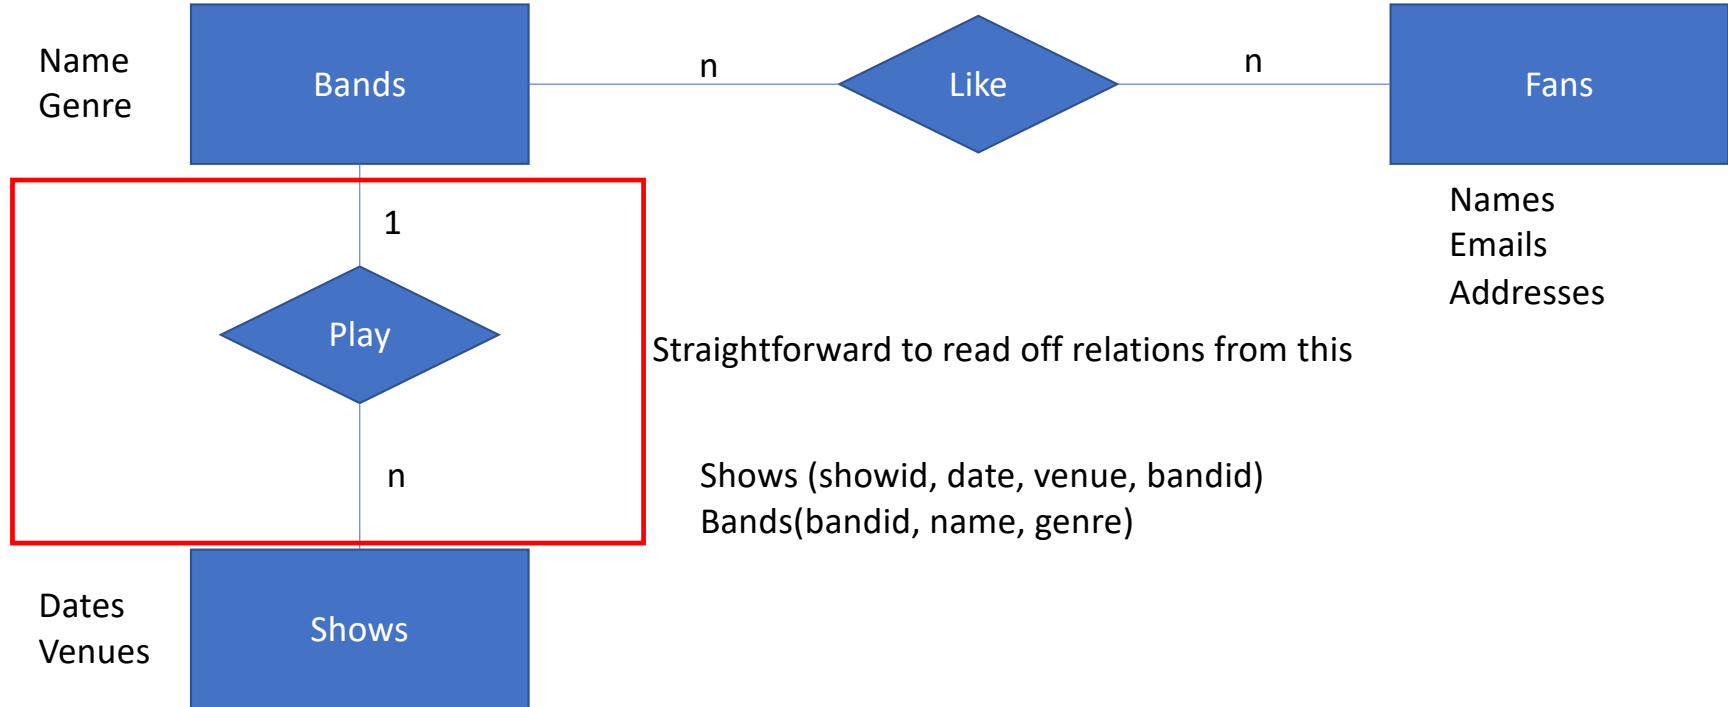 Name
Genre
Bands
n
Like
n
Fans
Names
Emails
Addresses
1
Play
Straightforward to read off relations from this
n
Shows (showid, date, venue, bandid)
Bands(bandid, name, genre)
Dates
Venues
Shows